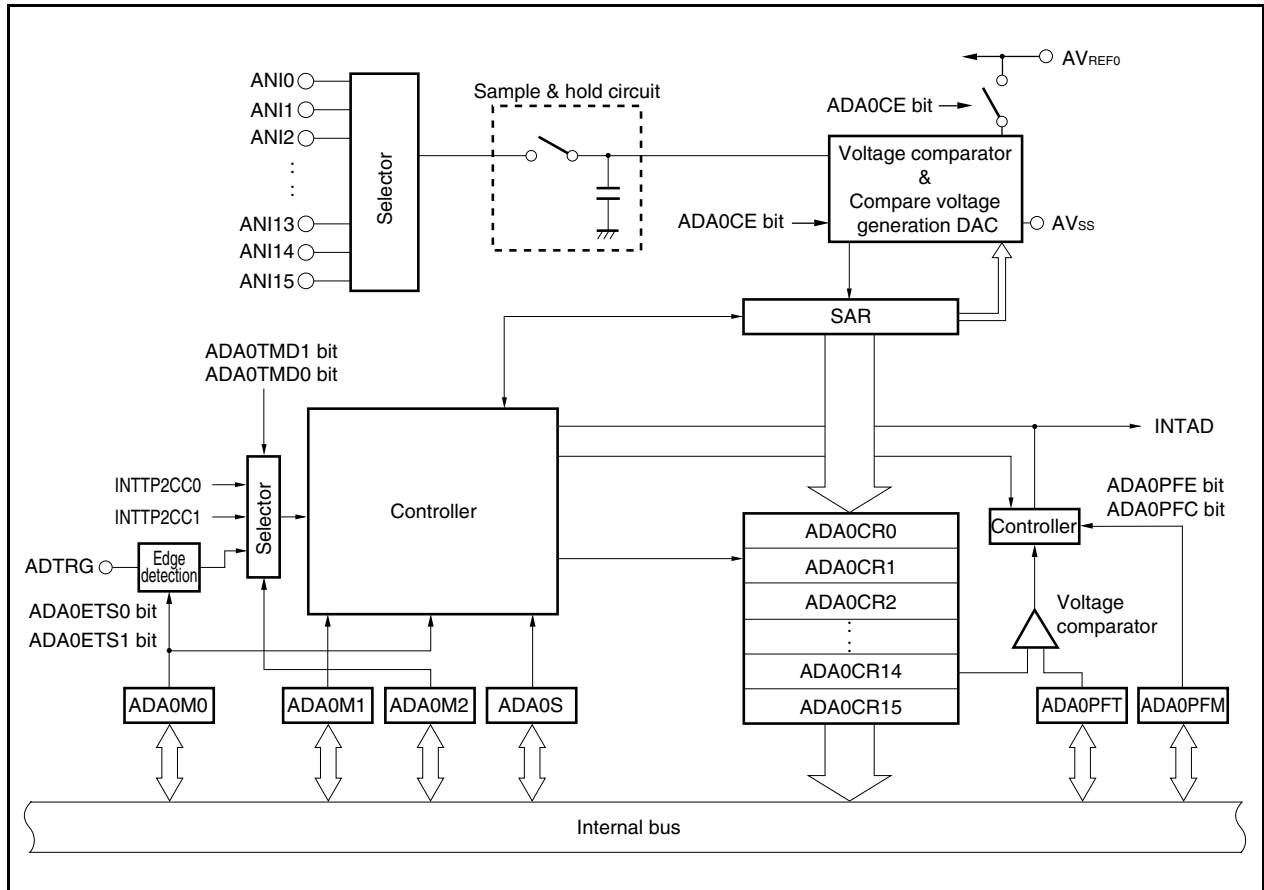 ANI0
ANI1
ANI2
ANI13
ANI14
ANI15
Selector
Sample & hold circuit
AVREF0
ADA0CE bit
Voltage comparator
&
Compare voltage
generation DAC
ADA0CE bit
AVSS
SAR
ADA0TMD1 bit
ADA0TMD0 bit
INTTP2CC0
INTTP2CC1
ADTRG
Edge
detection
Selector
ADA0ETS0 bit
ADA0ETS1 bit
Controller
INTAD
ADA0PFE bit
ADA0PFC bit
Controller
Voltage
comparator
ADA0CR0
ADA0CR1
ADA0CR2
ADA0CR14
ADA0CR15
ADA0M0
ADA0M1
ADA0M2
ADA0S
ADA0PFT
ADA0PFM
Internal bus